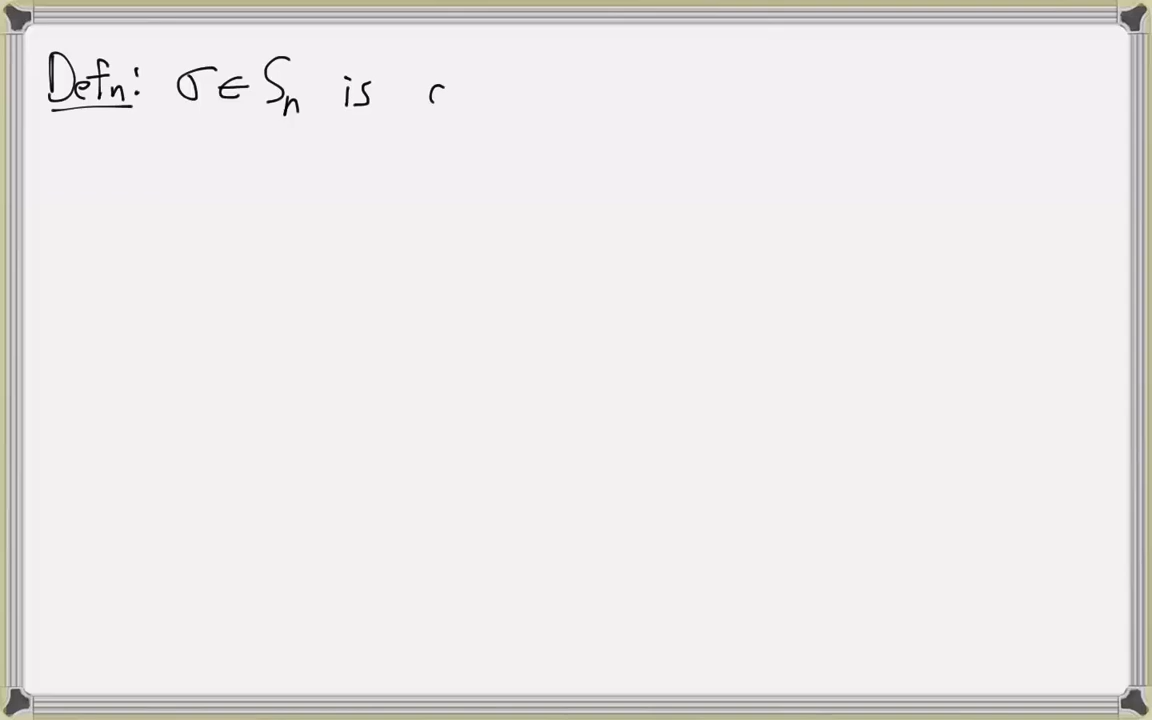 Defn: σ ∈ Sn is